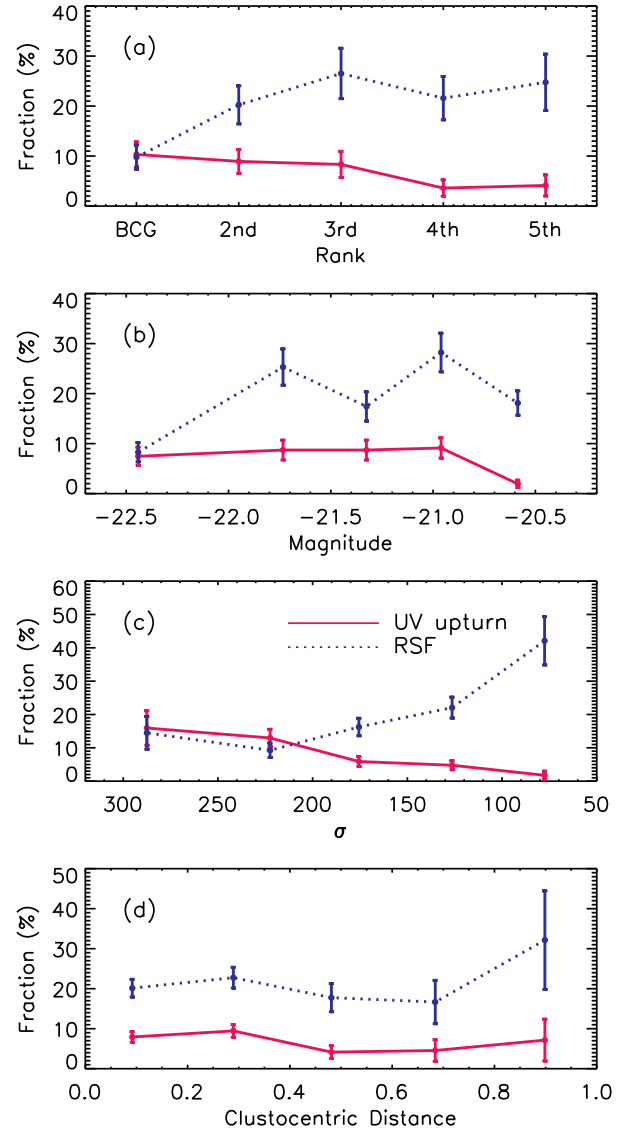 40
(a)
30
20
10
0
Fraction (%)
BCG 2nd 3rd 4th 5th
Rank
40
(b)
30
20
10
0
Fraction (%)
−22.5 −22.0 −21.5 −21.0 −20.5
Magnitude
60
(c)
UV upturn
50
RSF
40
30
20
10
0
Fraction (%)
300 250 200 150 100 50
σ
50
(d)
40
30
20
10
0
Fraction (%)
0.0 0.2 0.4 0.6 0.8 1.0
Clustocentric Distance